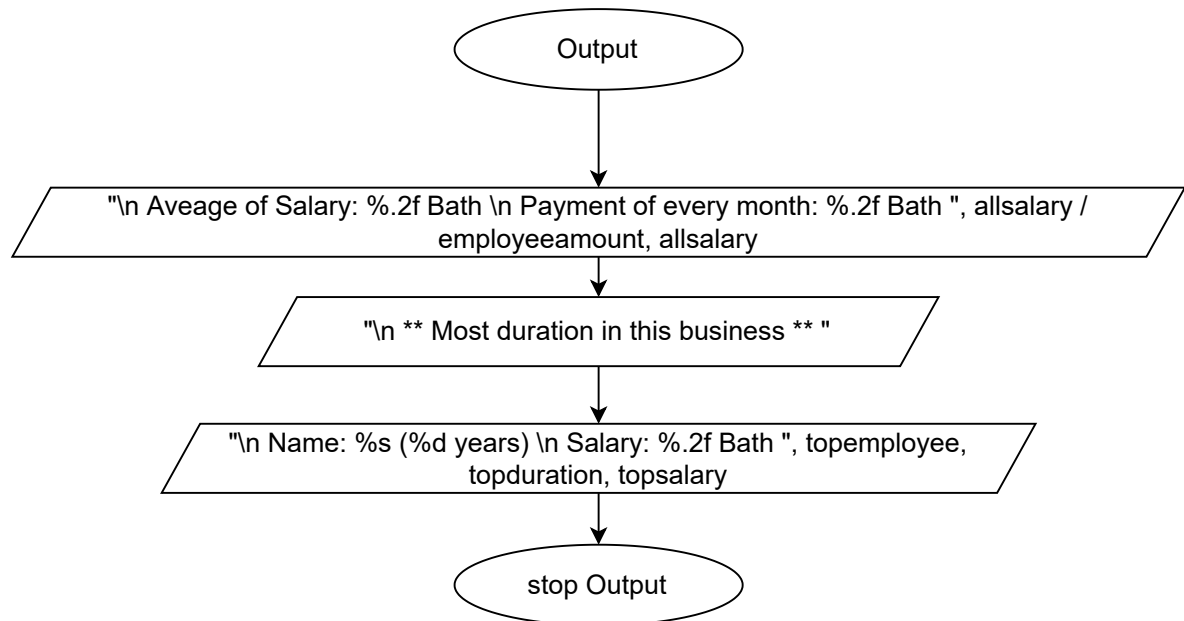 Output
"\n Aveage of Salary: %.2f Bath \n Payment of every month: %.2f Bath ", allsalary /
employeeamount, allsalary
"\n ** Most duration in this business ** "
"\n Name: %s (%d years) \n Salary: %.2f Bath ", topemployee,
topduration, topsalary
stop Output